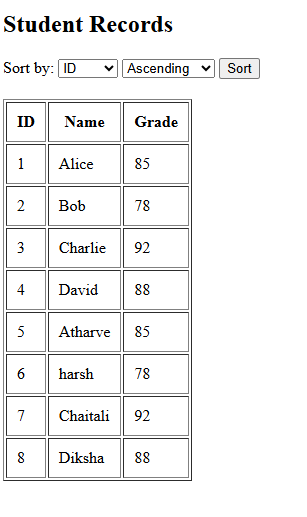 Student Records
Sort by: ID Ascending Sort
ID Name Grade
1 Alice 85
2 Bob 78
3 Charlie 92
4 David 88
5 Atharve 85
6 harsh 78
7 Chaitali 92
8 Diksha 88